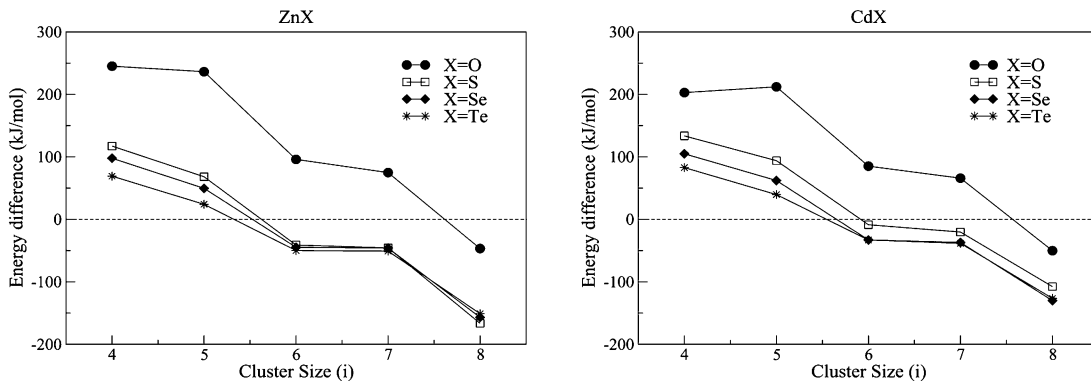 ZnX
300
200
100
0
-100
-200
Energy difference (kJ/mol)
X=O
X=S
X=Se
X=Te
4 5 6 7 8
Cluster Size (i)
CdX
300
200
100
0
-100
-200
Energy difference (kJ/mol)
X=O
X=S
X=Se
X=Te
4 5 6 7 8
Cluster Size (i)